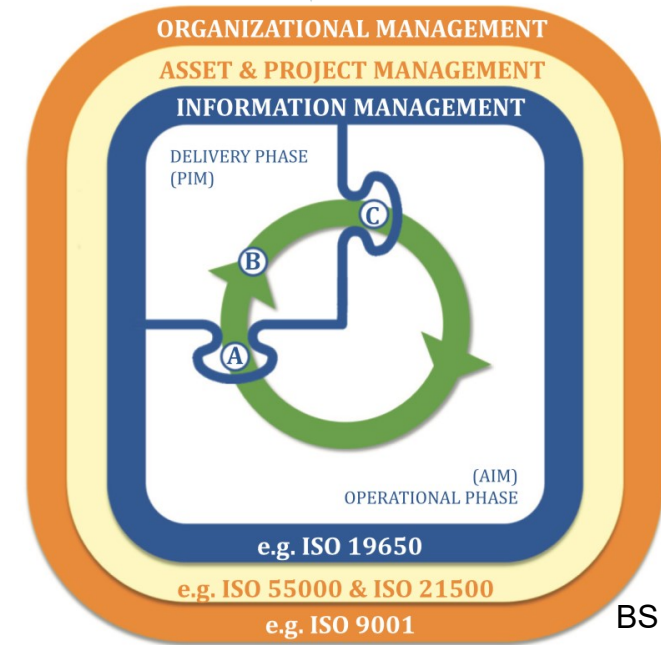 ORGANIZATIONAL MANAGEMENT
ASSET & PROJECT MANAGEMENT
INFORMATION MANAGEMENT
DELIVERY PHASE
(PIM)
C
B
A
(AIM)
OPERATIONAL PHASE
e.g. ISO 19650
e.g. ISO 55000 & ISO 21500
e.g. ISO 9001
BS